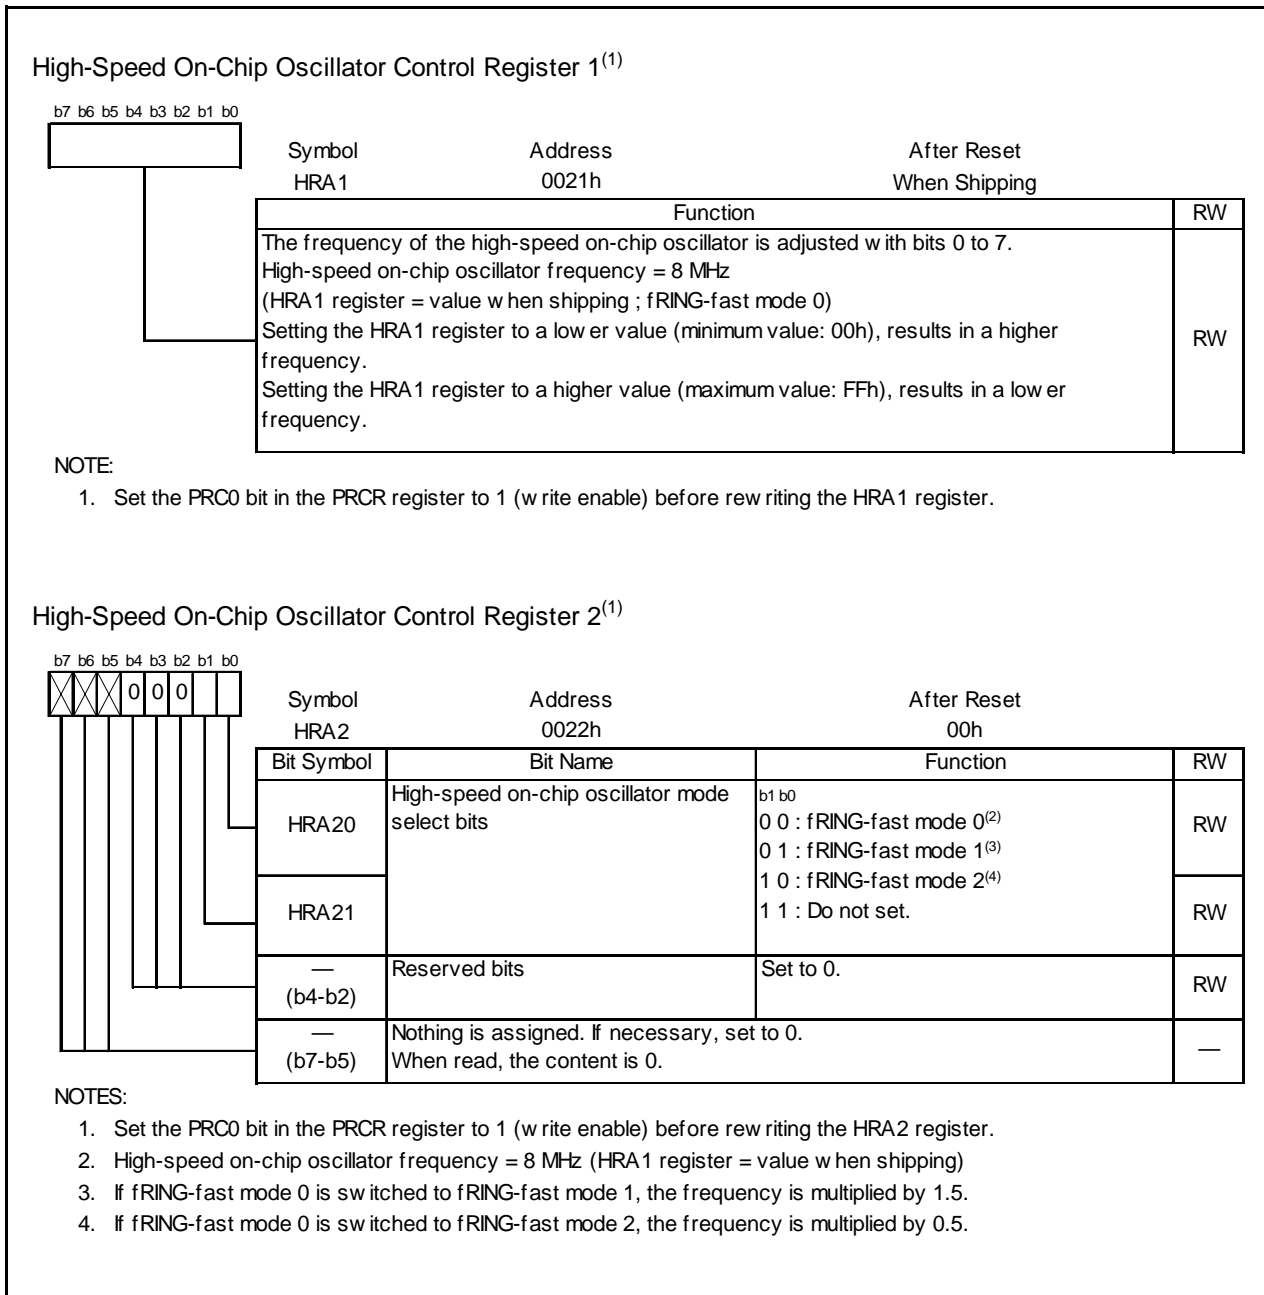 High-Speed On-Chip Oscillator Control Register 1(1)
b7 b6 b5 b4 b3 b2 b1 b0
Symbol Address After Reset
HRA1 0021h When Shipping
Function RW
The frequency of the high-speed on-chip oscillator is adjusted with bits 0 to 7.
High-speed on-chip oscillator frequency = 8 MHz
(HRA1 register = value when shipping ; fRING-fast mode 0)
Setting the HRA1 register to a lower value (minimum value: 00h), results in a higher
frequency.
Setting the HRA1 register to a higher value (maximum value: FFh), results in a lower
frequency.
RW
NOTE:
1. Set the PRC0 bit in the PRCR register to 1 (write enable) before rewriting the HRA1 register.
High-Speed On-Chip Oscillator Control Register 2(1)
b7 b6 b5 b4 b3 b2 b1 b0
0 0 0
Symbol Address After Reset
HRA2 0022h 00h
Bit Symbol Bit Name Function RW
HRA20
High-speed on-chip oscillator mode
select bits
b1 b0
0 0 : fRING-fast mode 0(2)
0 1 : fRING-fast mode 1(3)
1 0 : fRING-fast mode 2(4)
1 1 : Do not set.
RW
HRA21
RW
—
(b4-b2)
Reserved bits
Set to 0.
RW
—
(b7-b5)
Nothing is assigned. If necessary, set to 0.
When read, the content is 0.
—
NOTES:
1. Set the PRC0 bit in the PRCR register to 1 (write enable) before rewriting the HRA2 register.
2. High-speed on-chip oscillator frequency = 8 MHz (HRA1 register = value when shipping)
3. If fRING-fast mode 0 is switched to fRING-fast mode 1, the frequency is multiplied by 1.5.
4. If fRING-fast mode 0 is switched to fRING-fast mode 2, the frequency is multiplied by 0.5.